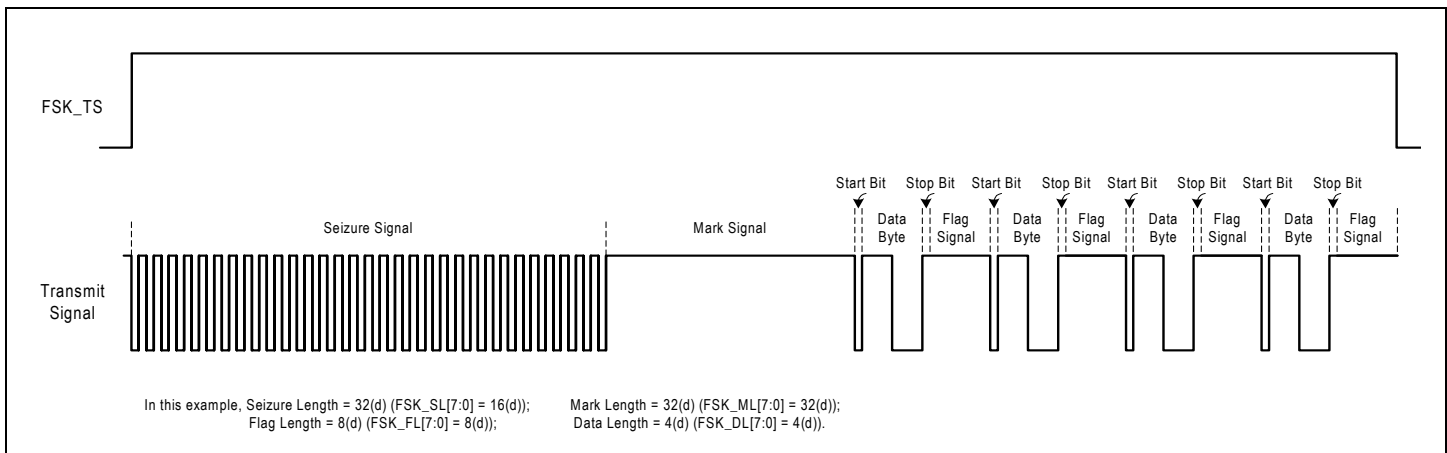 FSK_TS
Start Bit Stop Bit Start Bit Stop Bit Start Bit Stop Bit Start Bit Stop Bit
Seizure Signal Mark Signal Data Byte Flag Signal Data Byte Flag Signal Data Byte Flag Signal Data Byte Flag Signal
Transmit
Signal
In this example, Seizure Length = 32(d) (FSK_SL[7:0] = 16(d)); Mark Length = 32(d) (FSK_ML[7:0] = 32(d));
Flag Length = 8(d) (FSK_FL[7:0] = 8(d)); Data Length = 4(d) (FSK_DL[7:0] = 4(d)).